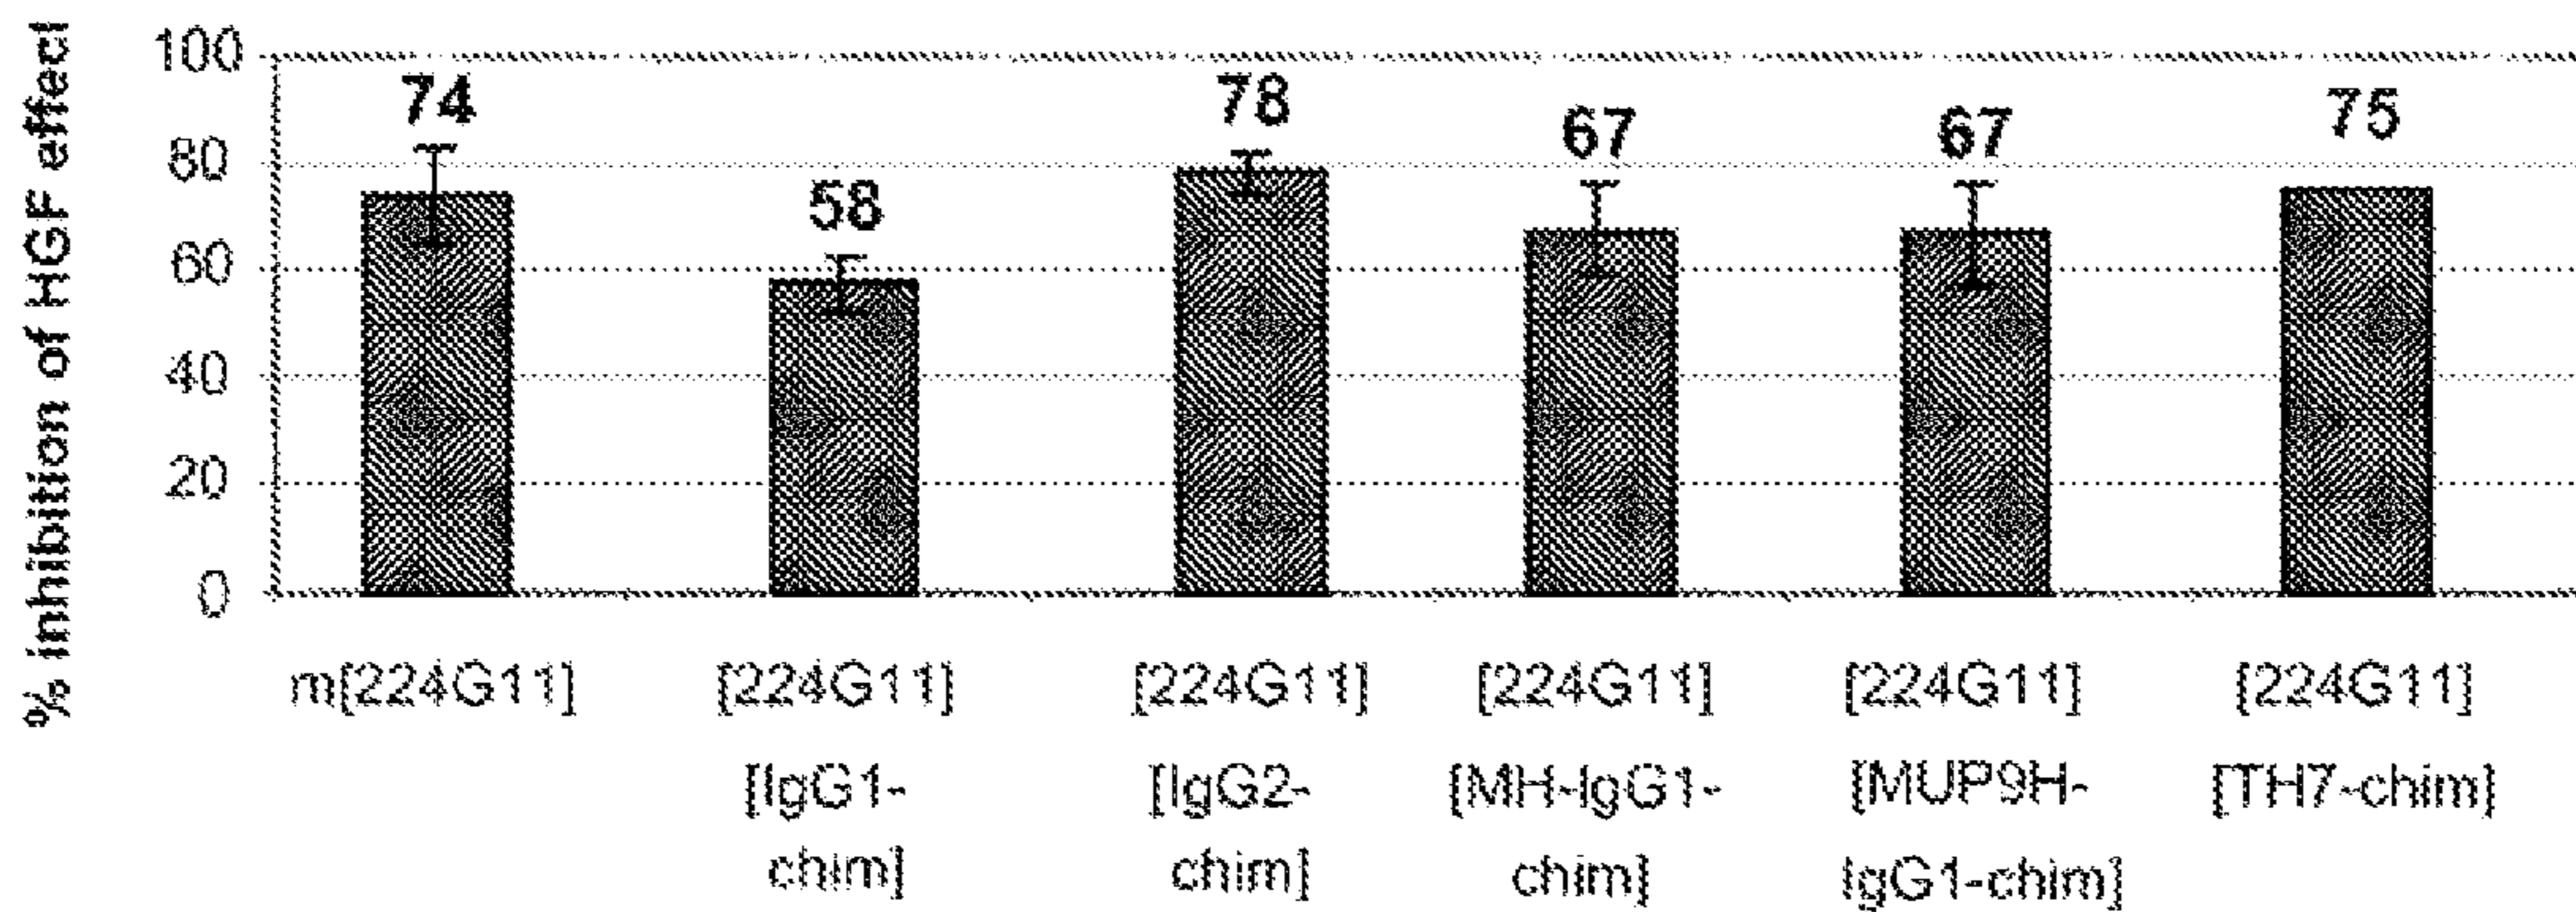 % inhibition of HGF effect
100
80
60
40
20
0
74
58
78
67
67
75
m[224G11]
[224G11]
[IgG1-
chim]
[224G11]
[IgG2-
chim]
[224G11]
[MH-IgG1-
chim]
[224G11]
[MUP9H-
IgG1-chim]
[224G11]
[TH7-chim]